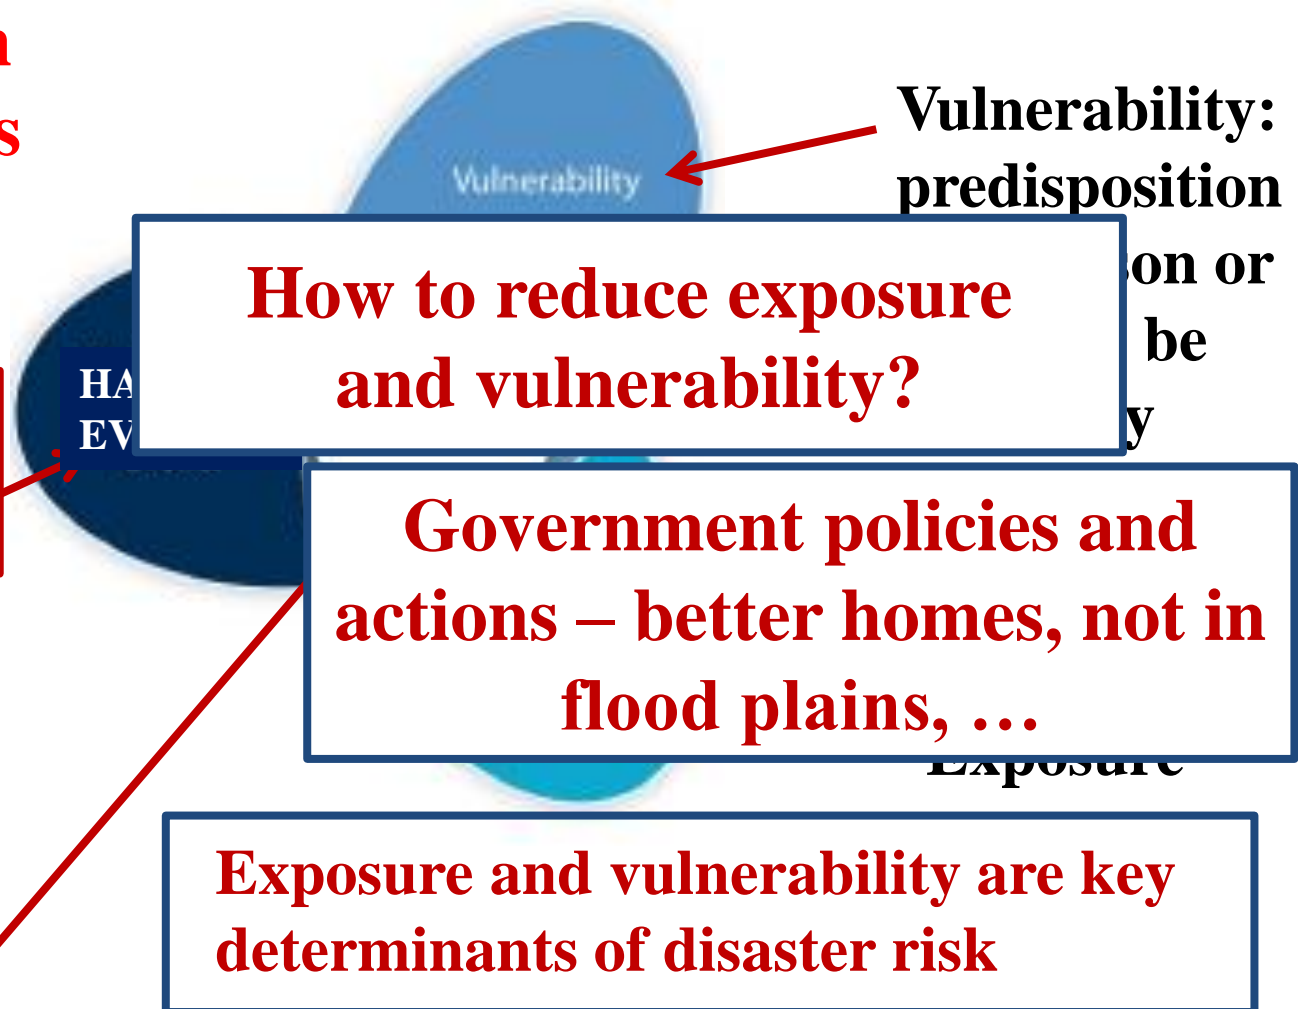 n
s
Vulnerability
Vulnerability:
predisposition
son or
be
y
HA
EV
How to reduce exposure
and vulnerability?
Government policies and
actions – better homes, not in
flood plains, …
Exposure
Exposure and vulnerability are key
determinants of disaster risk